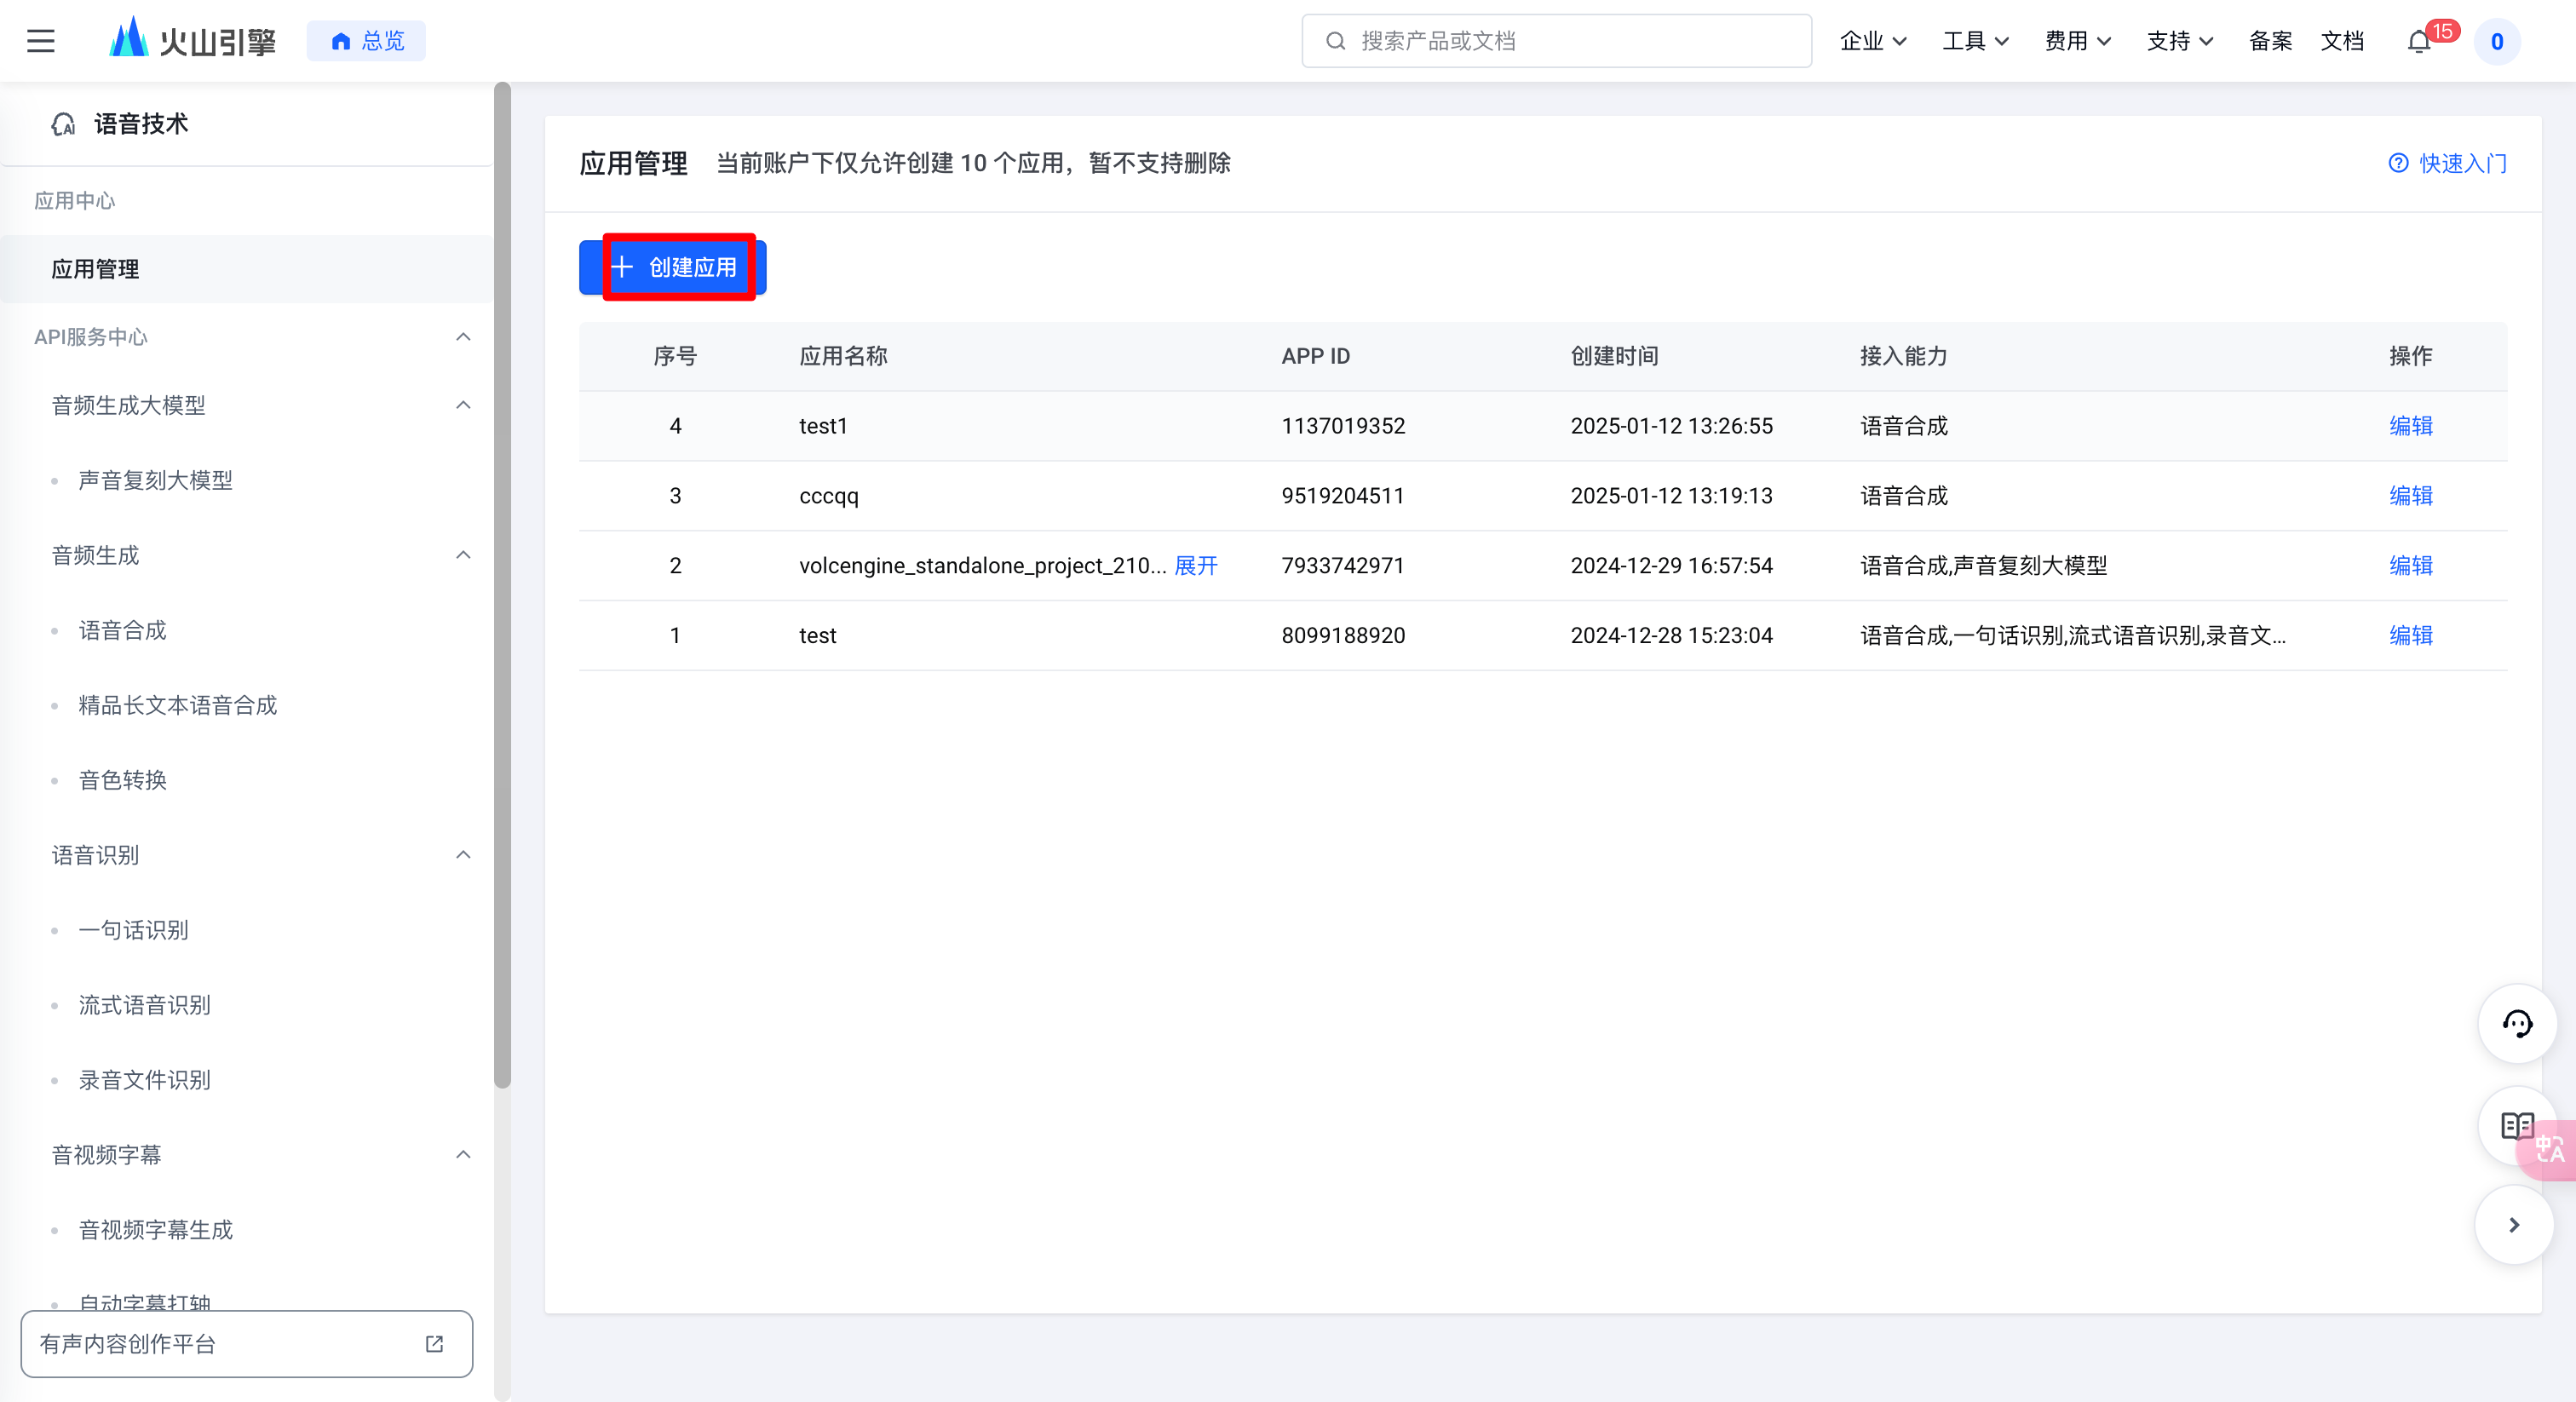 火山引擎 总览 搜索产品或文档 企业 工具 费用 支持 备案 文档 15 0
语音技术
应用中心
应用管理
API服务中心
音频生成大模型
声音复刻大模型
音频生成
语音合成
精品长文本语音合成
音色转换
语音识别
一句话识别
流式语音识别
录音文件识别
音视频字幕
音视频字幕生成
自动字幕打轴
有声内容创作平台
应用管理 当前账户下仅允许创建 10 个应用，暂不支持删除 快速入门
创建应用
序号 应用名称 APP ID 创建时间 接入能力 操作
4 test1 1137019352 2025-01-12 13:26:55 语音合成 编辑
3 cccqq 9519204511 2025-01-12 13:19:13 语音合成 编辑
2 volcengine_standalone_project_210... 展开 7933742971 2024-12-29 16:57:54 语音合成,声音复刻大模型 编辑
1 test 8099188920 2024-12-28 15:23:04 语音合成,一句话识别,流式语音识别,录音文... 编辑
中A